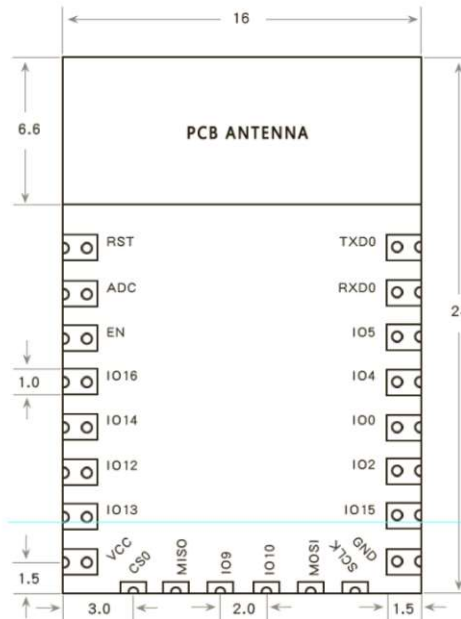 16
6.6
PCB ANTENNA
RST
TXD0
ADC
RXD0
EN
IO5
2
1.0
IO16
IO4
IO14
IO0
IO12
IO2
IO13
IO15
VCC
CS0
MISO
IO9
IO10
MOSI
SCLK
GND
1.5
3.0
2.0
1.5